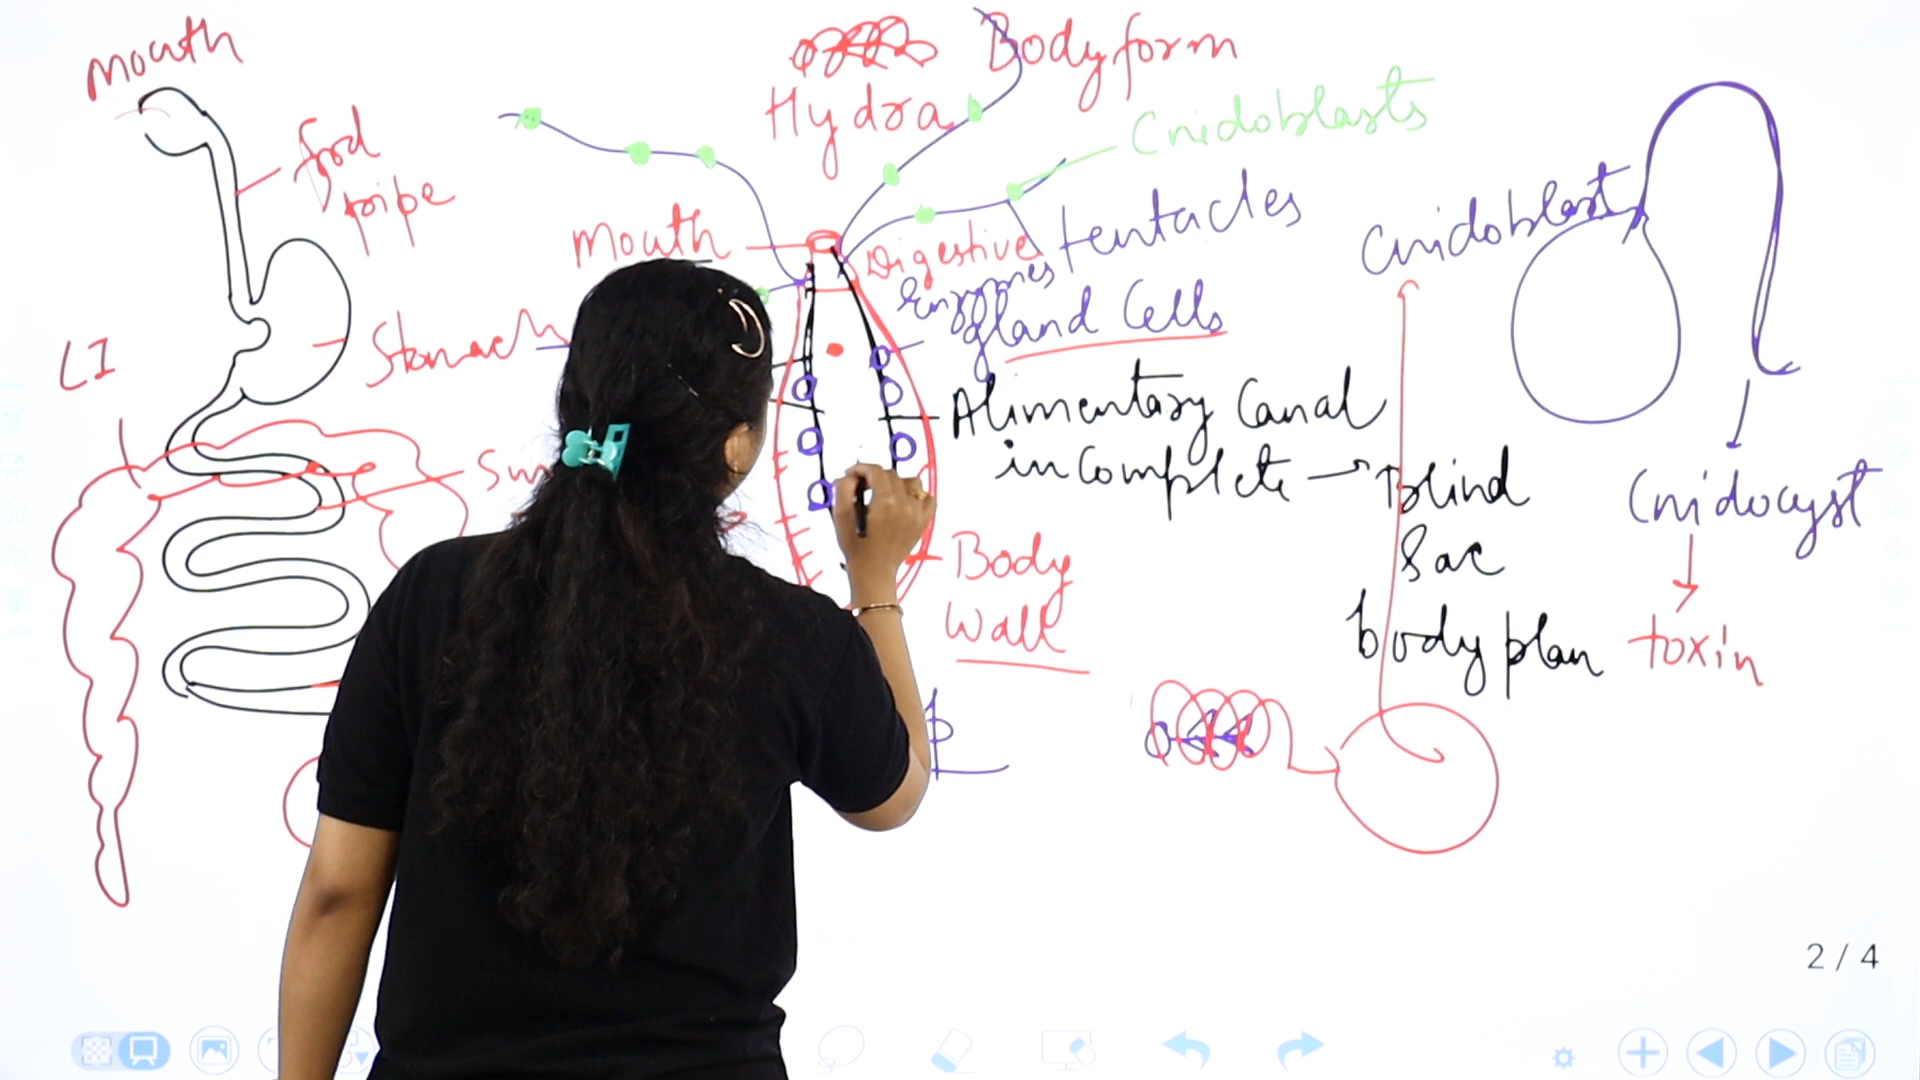 Mouth
food
pipe
Body form
Hydra
Cnidoblasts
Mouth
Digestive
Enzymes
tentacles
gland Cells
Cnidoblast
LI
Stomach
Alimentary Canal
incomplete → Blind
Sac
body plan
Cnidocyst
toxin
Body
Wall
2 / 4